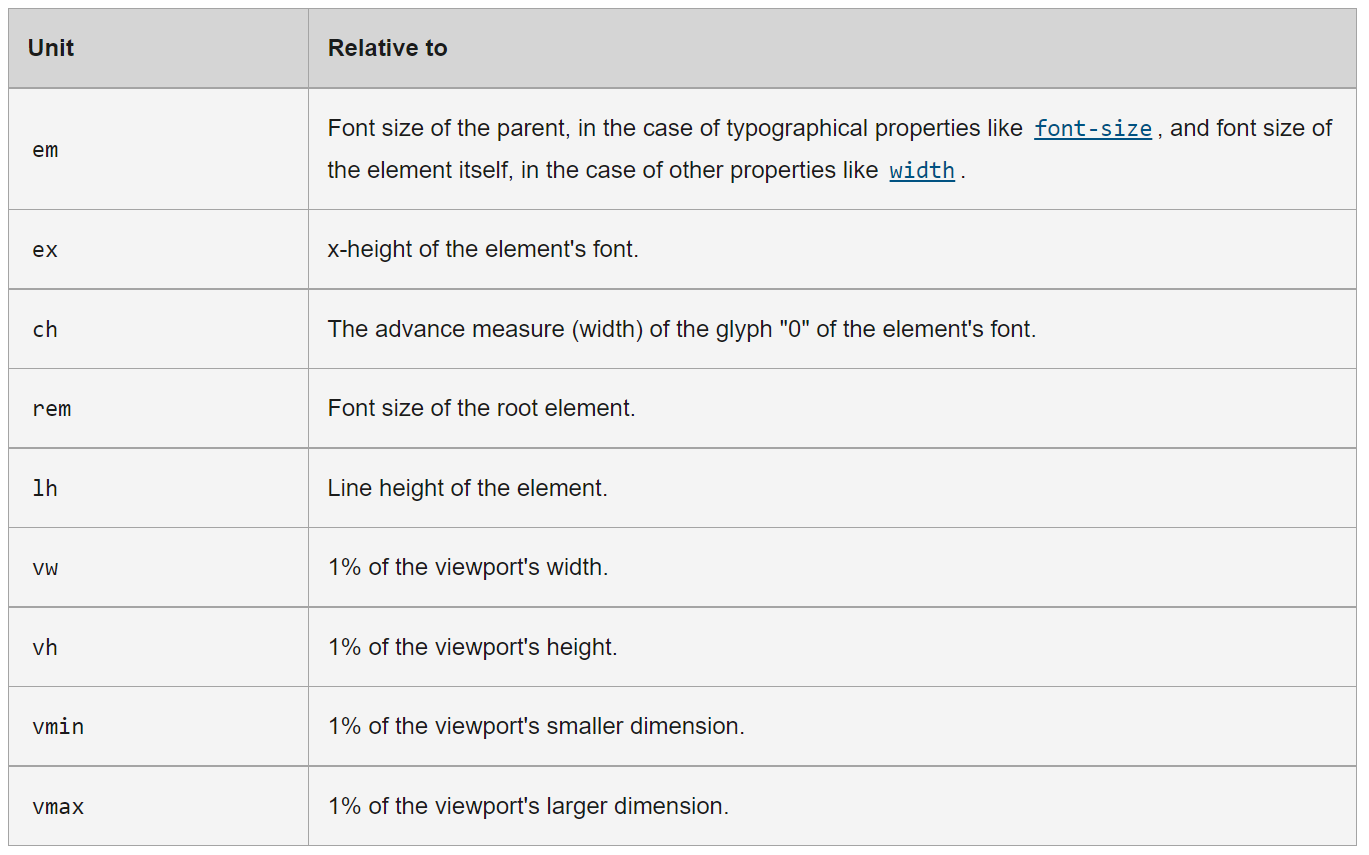 Unit
Relative to
em
Font size of the parent, in the case of typographical properties like font-size , and font size of
the element itself, in the case of other properties like width .
ex
x-height of the element's font.
ch
The advance measure (width) of the glyph "0" of the element's font.
rem
Font size of the root element.
lh
Line height of the element.
vw
1% of the viewport's width.
vh
1% of the viewport's height.
vmin
1% of the viewport's smaller dimension.
vmax
1% of the viewport's larger dimension.